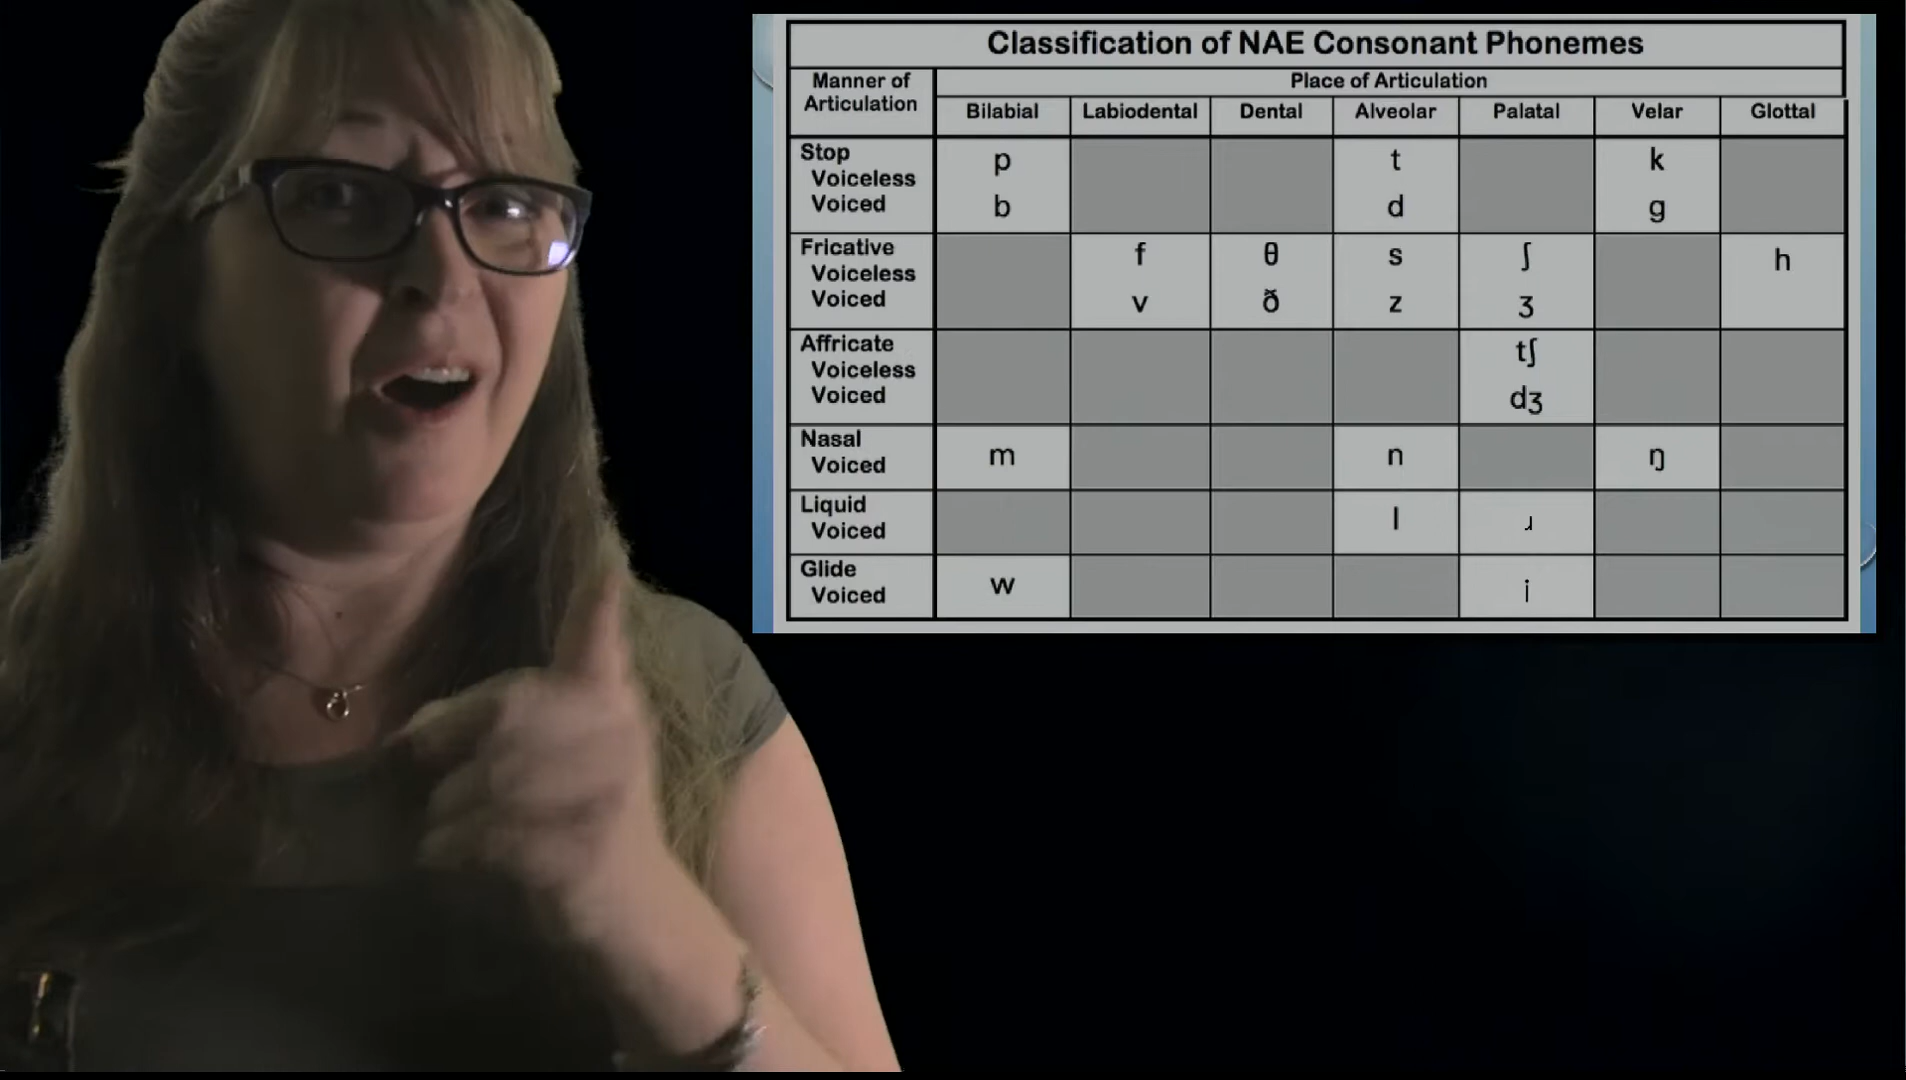 Classification of NAE Consonant Phonemes
Manner of Articulation
Place of Articulation
Bilabial Labiodental Dental Alveolar Palatal Velar Glottal
Stop
Voiceless p t k
Voiced b d g
Fricative
Voiceless f θ s ʃ h
Voiced v ð z ʒ
Affricate
Voiceless tʃ
Voiced dʒ
Nasal
Voiced m n ŋ
Liquid
Voiced l ɹ
Glide
Voiced w j